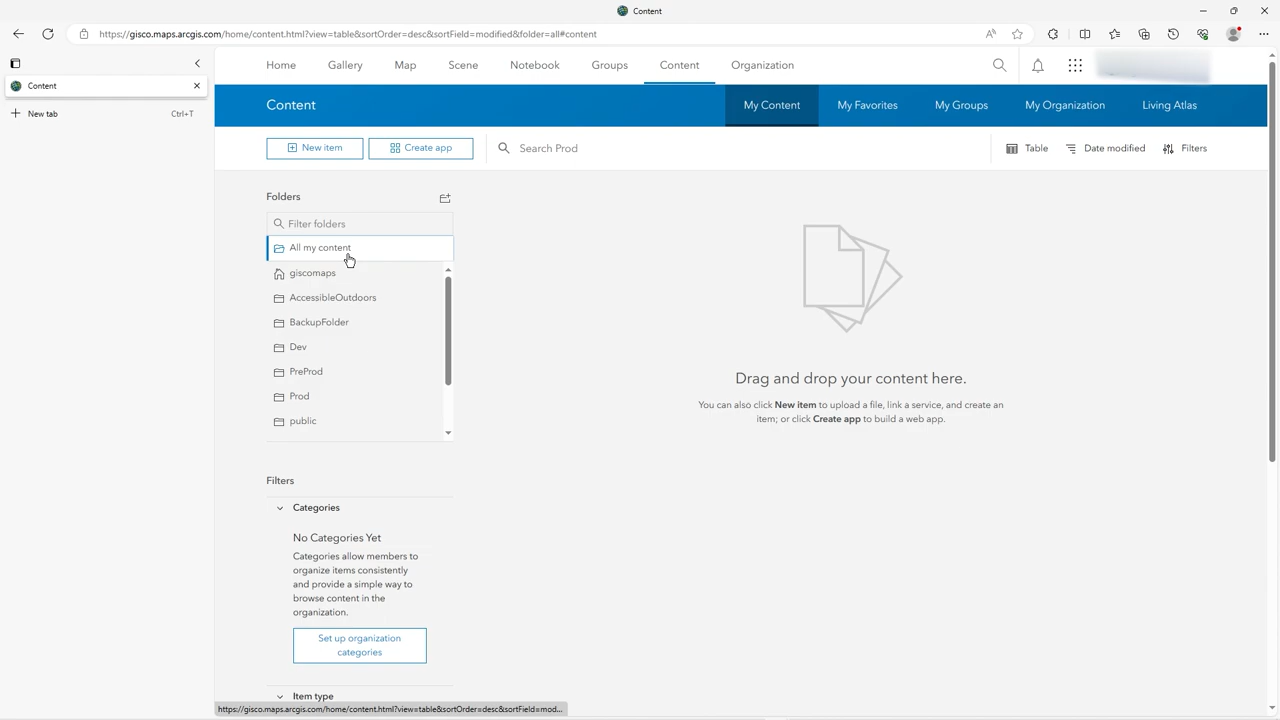 Content
https://gisco.maps.arcgis.com/home/content.html?view=table&sortOrder=desc&sortField=modified&folder=all#content
Content
New tab Ctrl+T
Home Gallery Map Scene Notebook Groups Content Organization
Content My Content My Favorites My Groups My Organization Living Atlas
New item Create app Search Prod Table Date modified Filters
Folders
Filter folders
All my content
giscomaps
AccessibleOutdoors
BackupFolder
Dev
PreProd
Prod
public
Drag and drop your content here.
You can also click New item to upload a file, link a service, and create an
item; or click Create app to build a web app.
Filters
Categories
No Categories Yet
Categories allow members to
organize items consistently
and provide a simple way to
browse content in the
organization.
Set up organization
categories
Item type
https://gisco.maps.arcgis.com/home/content.html?view=table&sortOrder=desc&sortField=mod...